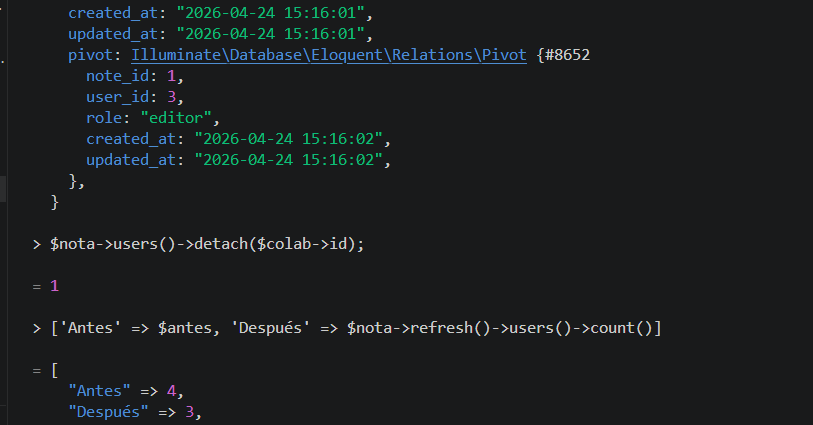 created_at: "2026-04-24 15:16:01",
updated_at: "2026-04-24 15:16:01",
pivot: Illuminate\Database\Eloquent\Relations\Pivot {#8652
note_id: 1,
user_id: 3,
role: "editor",
created_at: "2026-04-24 15:16:02",
updated_at: "2026-04-24 15:16:02",
},
}
> $nota->users()->detach($colab->id);
= 1
> ['Antes' => $antes, 'Después' => $nota->refresh()->users()->count()]
= [
"Antes" => 4,
"Después" => 3,